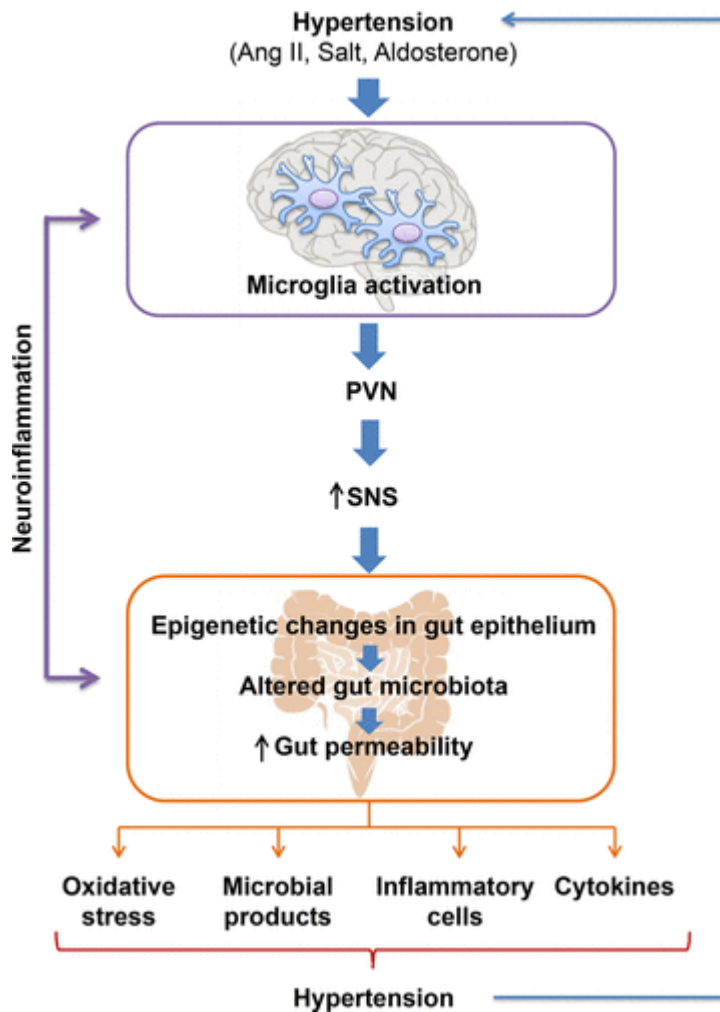 Hypertension
(Ang II, Salt, Aldosterone)
Microglia activation
PVN
↑SNS
Neuroinflammation
Epigenetic changes in gut epithelium
Altered gut microbiota
↑ Gut permeability
Oxidative stress
Microbial products
Inflammatory cells
Cytokines
Hypertension